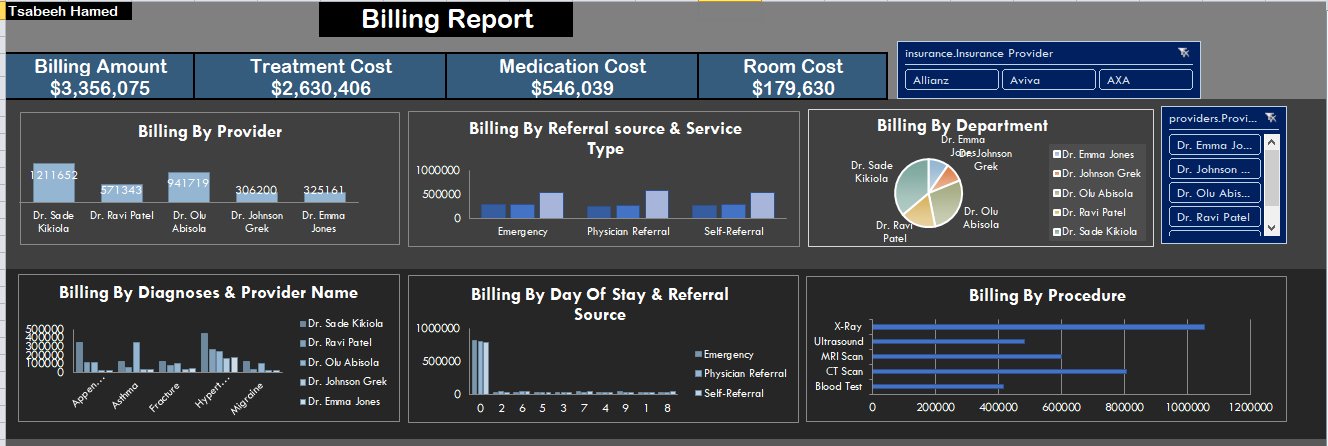 Tsabeeh Hamed
Billing Report
Billing Amount
$3,356,075
Treatment Cost
$2,630,406
Medication Cost
$546,039
Room Cost
$179,630
insurance.Insurance Provider
Allianz
Aviva
AXA
Billing By Provider
1211652
571343
941719
306200
325161
Dr. Sade
Kikiola
Dr. Ravi Patel
Dr. Olu
Abisola
Dr. Johnson
Grek
Dr. Emma
Jones
Billing By Referral source & Service
Type
1000000
500000
0
Emergency
Physician Referral
Self-Referral
Billing By Department
Dr. Emma
Jones
Dr. Johnson
Grek
Dr. Sade
Kikiola
Dr. Olu
Abisola
Dr. Ravi
Patel
Dr. Emma Jones
Dr. Johnson Grek
Dr. Olu Abisola
Dr. Ravi Patel
Dr. Sade Kikiola
providers.Provi...
Dr. Emma Jo...
Dr. Johnson ...
Dr. Olu Abis...
Dr. Ravi Patel
Billing By Diagnoses & Provider Name
500000
400000
300000
200000
100000
0
Appen...
Asthma
Fracture
Hypert...
Migraine
Dr. Sade Kikiola
Dr. Ravi Patel
Dr. Olu Abisola
Dr. Johnson Grek
Dr. Emma Jones
Billing By Day Of Stay & Referral
Source
1000000
500000
0
0 2 6 5 3 7 4 9 1 8
Emergency
Physician Referral
Self-Referral
Billing By Procedure
X-Ray
Ultrasound
MRI Scan
CT Scan
Blood Test
0 200000 400000 600000 800000 1000000 1200000